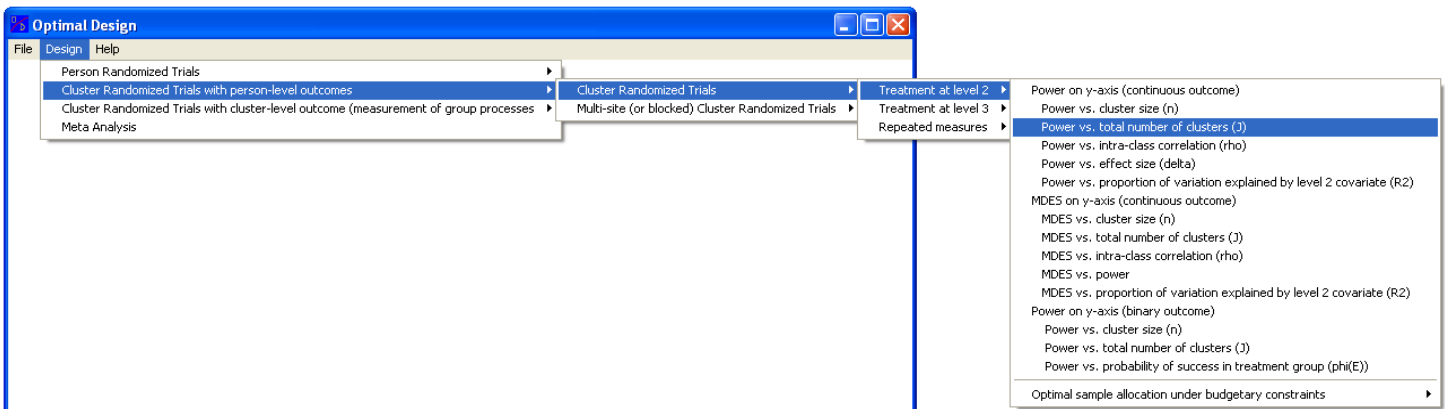 Optimal Design
File Design Help
Person Randomized Trials
Cluster Randomized Trials with person-level outcomes
Cluster Randomized Trials with cluster-level outcome (measurement of group processes
Meta Analysis
Cluster Randomized Trials
Multi-site (or blocked) Cluster Randomized Trials
Treatment at level 2
Treatment at level 3
Repeated measures
Power on y-axis (continuous outcome)
Power vs. cluster size (n)
Power vs. total number of clusters (J)
Power vs. intra-class correlation (rho)
Power vs. effect size (delta)
Power vs. proportion of variation explained by level 2 covariate (R2)
MDES on y-axis (continuous outcome)
MDES vs. cluster size (n)
MDES vs. total number of clusters (J)
MDES vs. intra-class correlation (rho)
MDES vs. power
MDES vs. proportion of variation explained by level 2 covariate (R2)
Power on y-axis (binary outcome)
Power vs. cluster size (n)
Power vs. total number of clusters (J)
Power vs. probability of success in treatment group (phi(E))
Optimal sample allocation under budgetary constraints